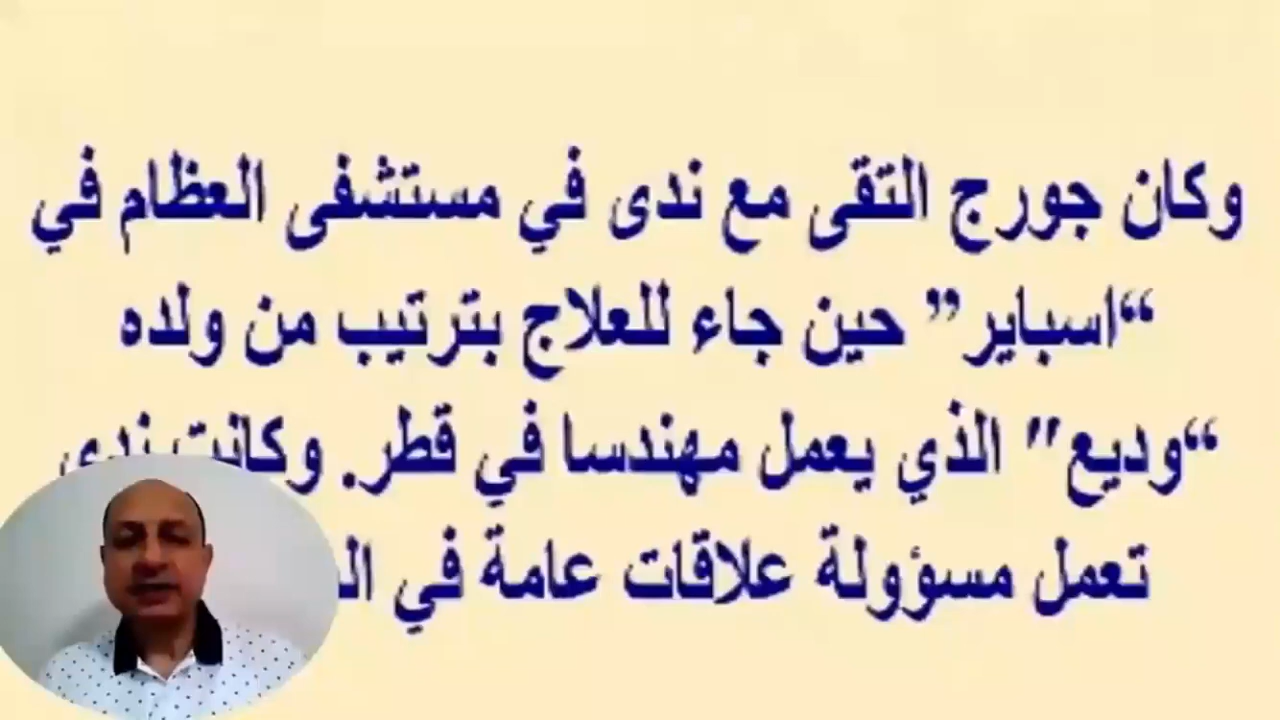 وكان جورج التقى مع ندى في مستشفى العظام في
“اسباير” حين جاء للعلاج بترتيب من ولده
“وديع" الذي يعمل مهندسا في قطر. وكانت ندى
تعمل مسؤولة علاقات عامة في